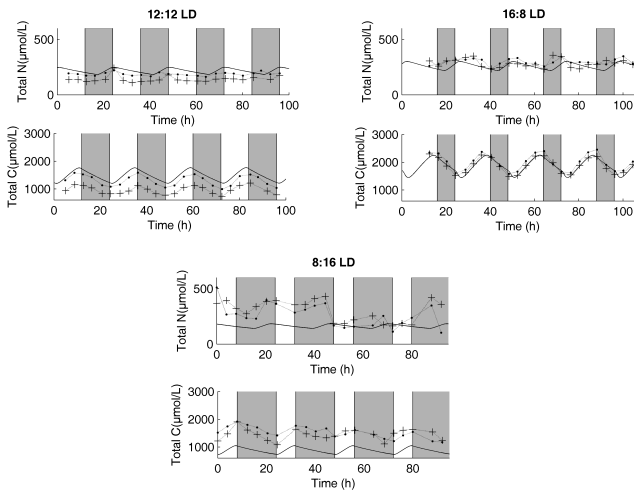 12:12 LD
16:8 LD
Total N(μmol/L)
500
0
0 20 40 60 80 100
Time (h)
Total N(μmol/L)
500
0
0 20 40 60 80 100
Time (h)
Total C(μmol/L)
3000
2000
1000
0 20 40 60 80 100
Time (h)
Total C(μmol/L)
3000
2000
1000
0 20 40 60 80 100
Time (h)
8:16 LD
Total N(μmol/L)
500
0
0 20 40 60 80
Time (h)
Total C(μmol/L)
3000
2000
1000
0 20 40 60 80
Time (h)